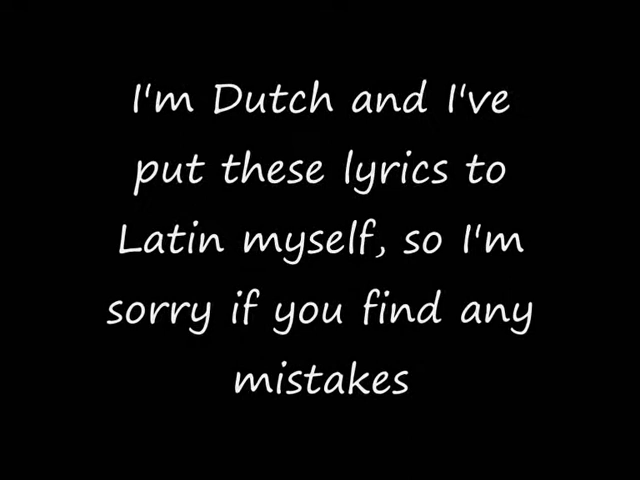 I'm Dutch and I've
put these lyrics to
Latin myself, so I'm
sorry if you find any
mistakes